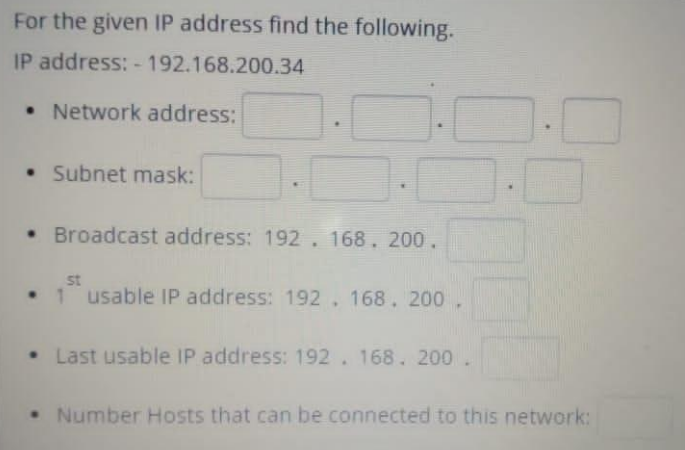 For the given IP address find the following.
IP address: - 192.168.200.34
• Network address: . . .
• Subnet mask: . . .
• Broadcast address: 192 . 168 . 200 .
• 1st usable IP address: 192 . 168 . 200 .
• Last usable IP address: 192 . 168 . 200 .
• Number Hosts that can be connected to this network: